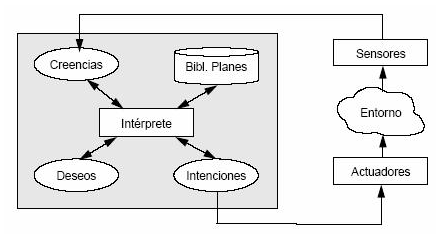 Sensores
Creencias
Bibl. Planes
Entorno
Intérprete
Deseos
Intenciones
Actuadores